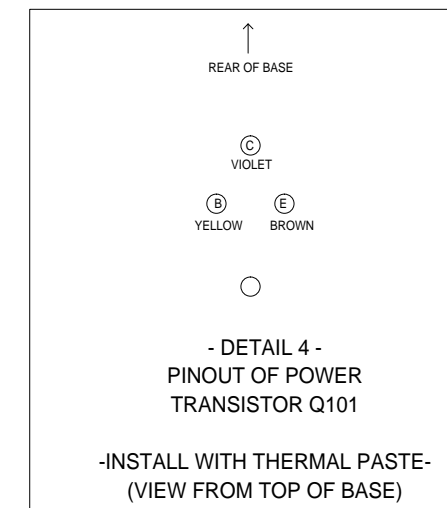 REAR OF BASE
C
VIOLET
B E
YELLOW BROWN
- DETAIL 4 -
PINOUT OF POWER
TRANSISTOR Q101
-INSTALL WITH THERMAL PASTE-
(VIEW FROM TOP OF BASE)